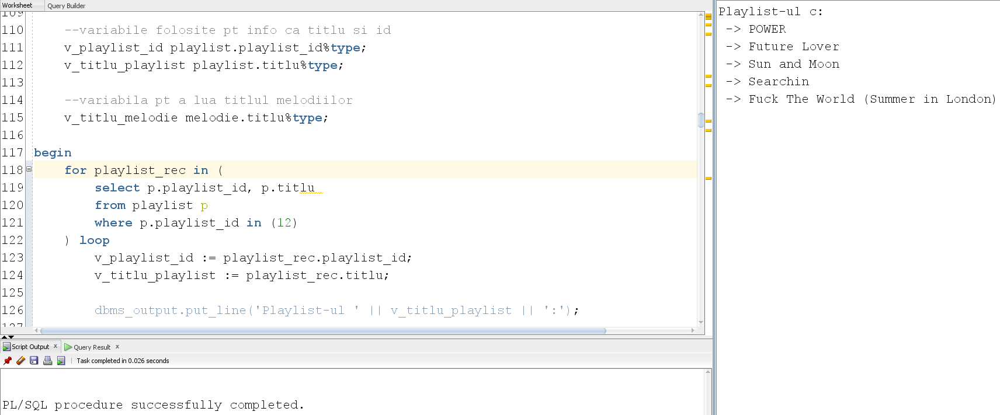 Worksheet Query Builder
109
110 --variabile folosite pt info ca titlu si id
111 v_playlist_id playlist.playlist_id%type;
112 v_titlu_playlist playlist.titlu%type;
113
114 --variabila pt a lua titlul melodiilor
115 v_titlu_melodie melodie.titlu%type;
116
117 begin
118 for playlist_rec in (
119 select p.playlist_id, p.titlu
120 from playlist p
121 where p.playlist_id in (12)
122 ) loop
123 v_playlist_id := playlist_rec.playlist_id;
124 v_titlu_playlist := playlist_rec.titlu;
125
126 dbms_output.put_line('Playlist-ul ' || v_titlu_playlist || ':');
127
Script Output x Query Result x
Task completed in 0.026 seconds
PL/SQL procedure successfully completed.
Playlist-ul c:
-> POWER
-> Future Lover
-> Sun and Moon
-> Searchin
-> Fuck The World (Summer in London)